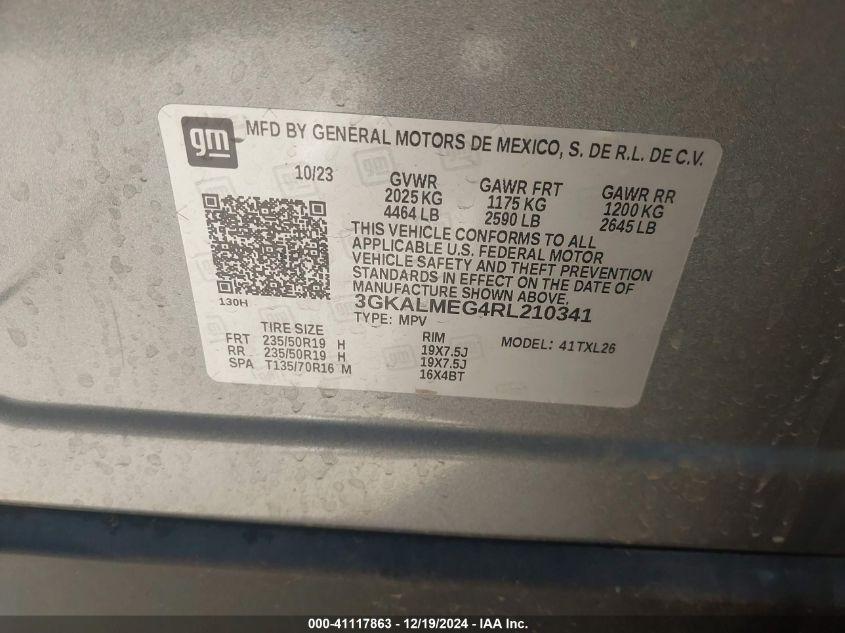 gm MFD BY GENERAL MOTORS DE MEXICO, S. DE R.L. DE C.V.
10/23 GVWR GAWR FRT GAWR RR
2025 KG 1175 KG 1200 KG
4464 LB 2590 LB 2645 LB
THIS VEHICLE CONFORMS TO ALL
APPLICABLE U.S. FEDERAL MOTOR
VEHICLE SAFETY AND THEFT PREVENTION
STANDARDS IN EFFECT ON THE DATE OF
MANUFACTURE SHOWN ABOVE.
130H 3GKALMEG4RL210341
TYPE: MPV MODEL: 41TXL26
TIRE SIZE RIM
FRT 235/50R19 H 19X7.5J
RR 235/50R19 H 19X7.5J
SPA T135/70R16 M 16X4BT
000-41117863 - 12/19/2024 - IAA Inc.